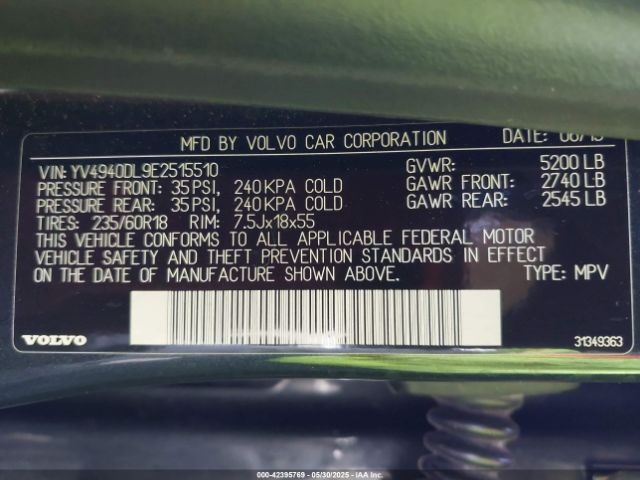 MFD BY VOLVO CAR CORPORATION DATE:
VIN: YV4940DL9E2515510 GVWR: 5200 LB
PRESSURE FRONT: 35 PSI, 240 KPA COLD GAWR FRONT: 2740 LB
PRESSURE REAR: 35 PSI, 240 KPA COLD GAWR REAR: 2545 LB
TIRES: 235/60R18 RIM: 7.5Jx18x55
THIS VEHICLE CONFORMS TO ALL APPLICABLE FEDERAL MOTOR
VEHICLE SAFETY AND THEFT PREVENTION STANDARDS IN EFFECT
ON THE DATE OF MANUFACTURE SHOWN ABOVE. TYPE: MPV
VOLVO 31349363
000-42395769 - 05/30/2025 - IAA Inc.